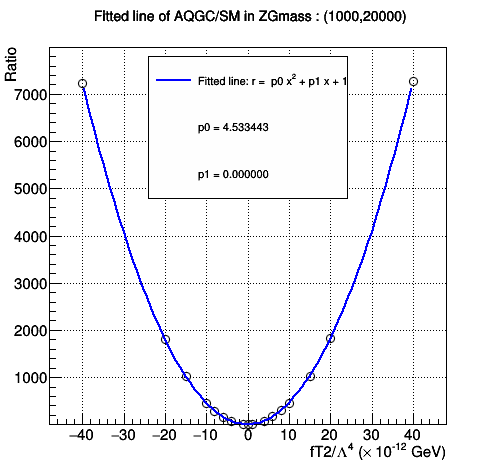 Fitted line of AQGC/SM in ZGmass : (1000,20000)
Ratio
7000
6000
5000
4000
3000
2000
1000
Fitted line: r = p0 x² + p1 x + 1
p0 = 4.533443
p1 = 0.000000
−40 −30 −20 −10 0 10 20 30 40
fT2/Λ⁴ (× 10⁻¹² GeV)